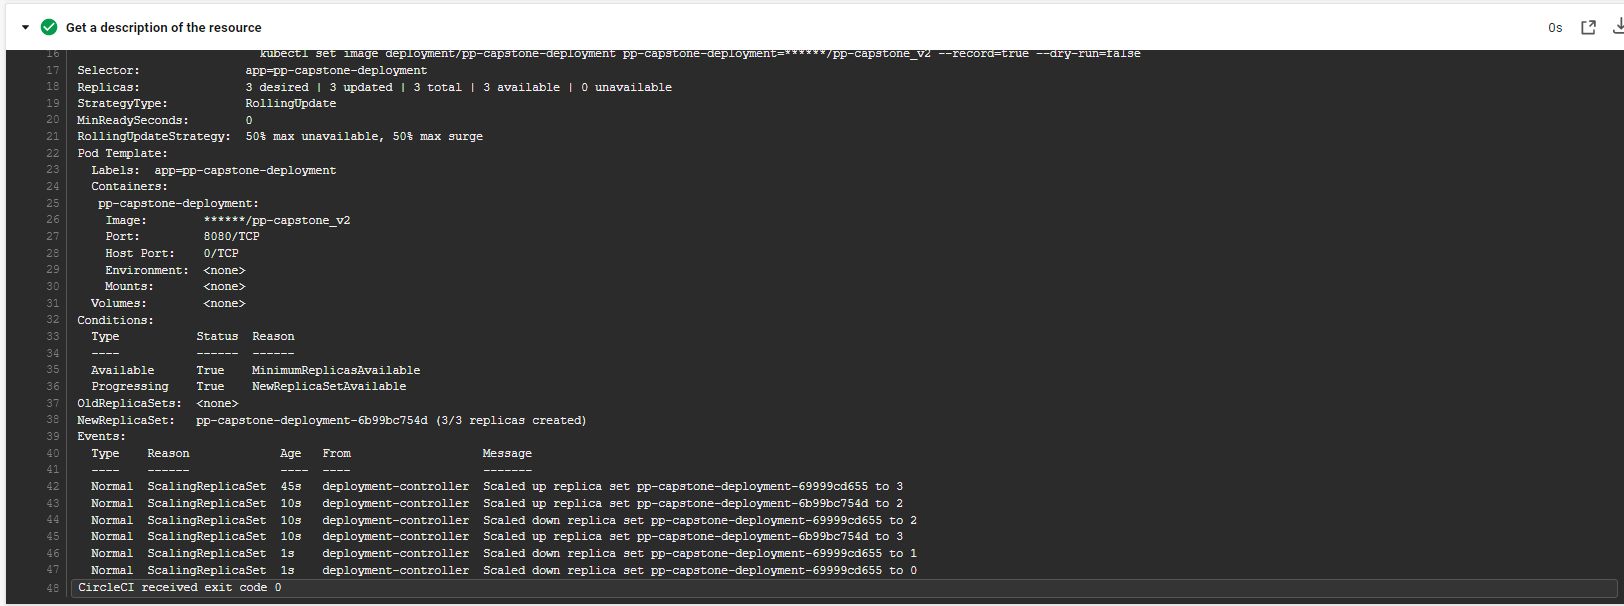 Get a description of the resource 0s
16 kubectl set image deployment/pp-capstone-deployment pp-capstone-deployment=******/pp-capstone_v2 --record=true --dry-run=false
17 Selector: app=pp-capstone-deployment
18 Replicas: 3 desired | 3 updated | 3 total | 3 available | 0 unavailable
19 StrategyType: RollingUpdate
20 MinReadySeconds: 0
21 RollingUpdateStrategy: 50% max unavailable, 50% max surge
22 Pod Template:
23 Labels: app=pp-capstone-deployment
24 Containers:
25 pp-capstone-deployment:
26 Image: ******/pp-capstone_v2
27 Port: 8080/TCP
28 Host Port: 0/TCP
29 Environment: <none>
30 Mounts: <none>
31 Volumes: <none>
32 Conditions:
33 Type Status Reason
34 ---- ------ ------
35 Available True MinimumReplicasAvailable
36 Progressing True NewReplicaSetAvailable
37 OldReplicaSets: <none>
38 NewReplicaSet: pp-capstone-deployment-6b99bc754d (3/3 replicas created)
39 Events:
40 Type Reason Age From Message
41 ---- ------ ---- ---- -------
42 Normal ScalingReplicaSet 45s deployment-controller Scaled up replica set pp-capstone-deployment-69999cd655 to 3
43 Normal ScalingReplicaSet 10s deployment-controller Scaled up replica set pp-capstone-deployment-6b99bc754d to 2
44 Normal ScalingReplicaSet 10s deployment-controller Scaled down replica set pp-capstone-deployment-69999cd655 to 2
45 Normal ScalingReplicaSet 10s deployment-controller Scaled up replica set pp-capstone-deployment-6b99bc754d to 3
46 Normal ScalingReplicaSet 1s deployment-controller Scaled down replica set pp-capstone-deployment-69999cd655 to 1
47 Normal ScalingReplicaSet 1s deployment-controller Scaled down replica set pp-capstone-deployment-69999cd655 to 0
48 CircleCI received exit code 0